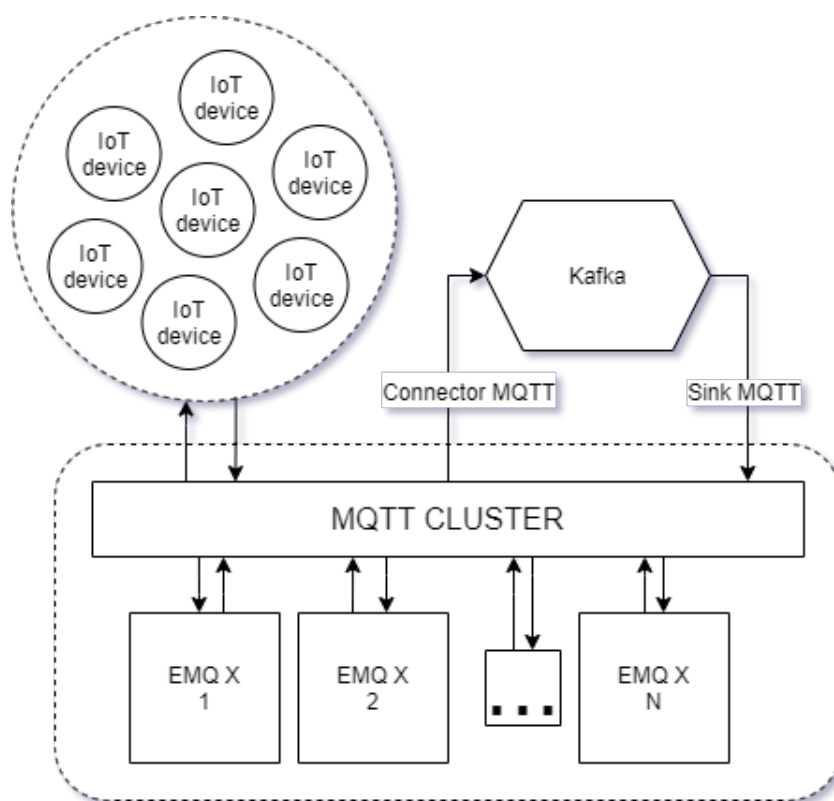 IoT
device
IoT
device
IoT
device
IoT
device
IoT
device
IoT
device
IoT
device
Kafka
Connector MQTT
Sink MQTT
MQTT CLUSTER
EMQ X
1
EMQ X
2
...
EMQ X
N